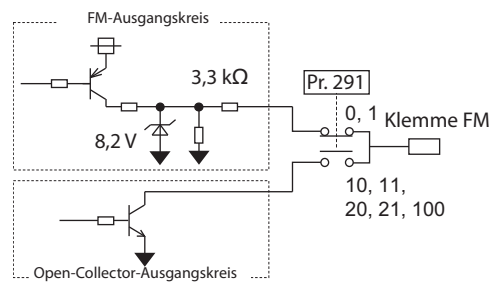 FM-Ausgangskreis
3,3 kΩ
8,2 V
Pr. 291
0, 1
Klemme FM
10, 11,
20, 21, 100
Open-Collector-Ausgangskreis